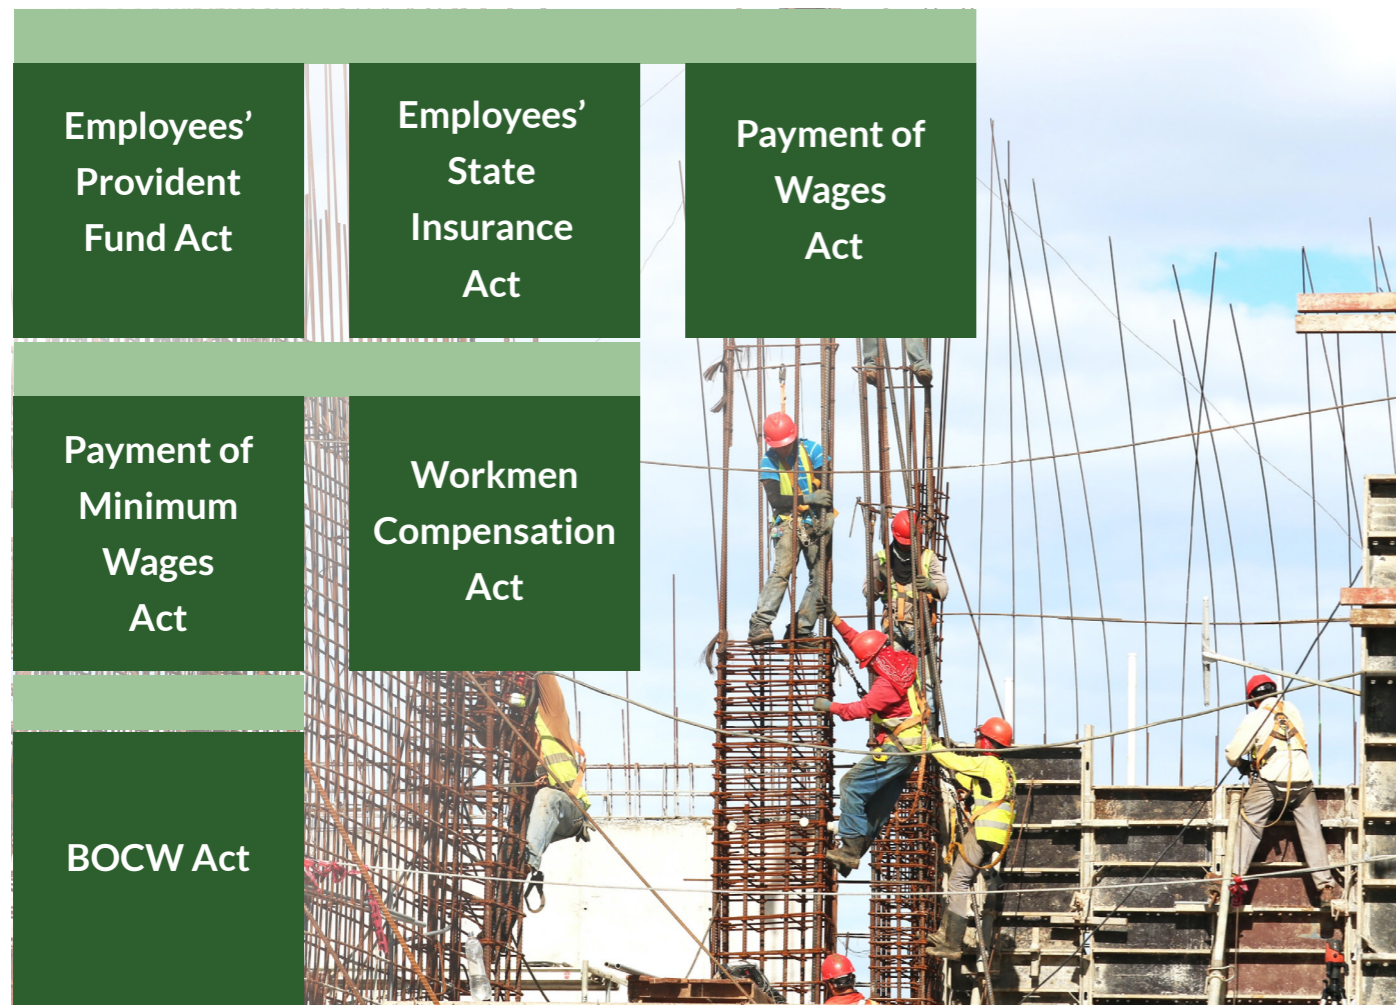 Employees’
Provident
Fund Act
Employees’
State
Insurance
Act
Payment of
Wages
Act
Payment of
Minimum
Wages
Act
Workmen
Compensation
Act
BOCW Act